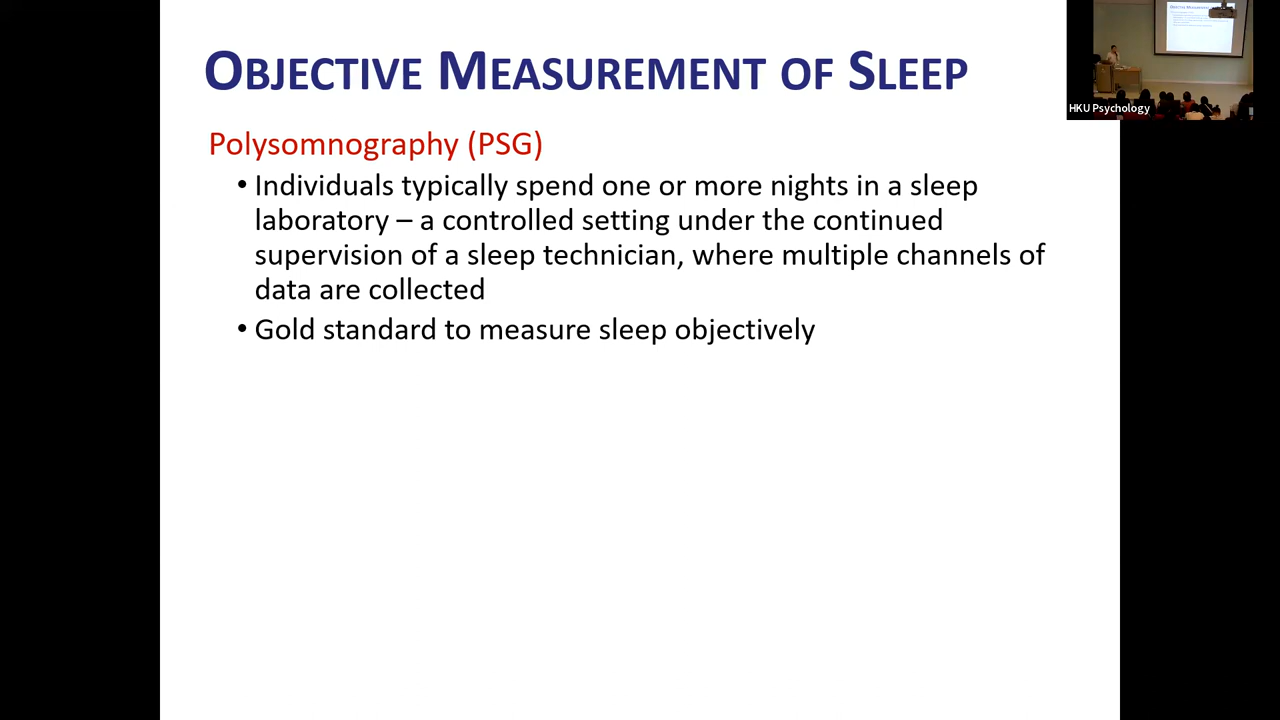 OBJECTIVE MEASUREMENT OF SLEEP
HKU Psychology
Polysomnography (PSG)
• Individuals typically spend one or more nights in a sleep
laboratory – a controlled setting under the continued
supervision of a sleep technician, where multiple channels of
data are collected
• Gold standard to measure sleep objectively